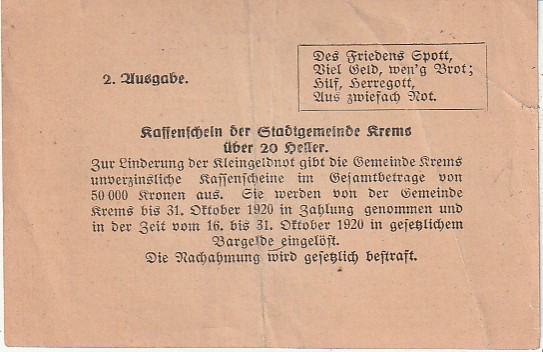 2. Ausgabe.
Des Friedens Spott,
Viel Geld, wen'g Brot;
Hilf, Herregott,
Aus zwiefach Not.
Kassenschein der Stadtgemeinde Krems
über 20 Heller.
Zur Linderung der Kleingeldnot gibt die Gemeinde Krems
unverzinsliche Kassenscheine im Gesamtbetrage von
50 000 Kronen aus. Sie werden von der Gemeinde
Krems bis 31. Oktober 1920 in Zahlung genommen und
in der Zeit vom 16. bis 31. Oktober 1920 in gesetzlichem
Bargelde eingelöst.
Die Nachahmung wird gesetzlich bestraft.